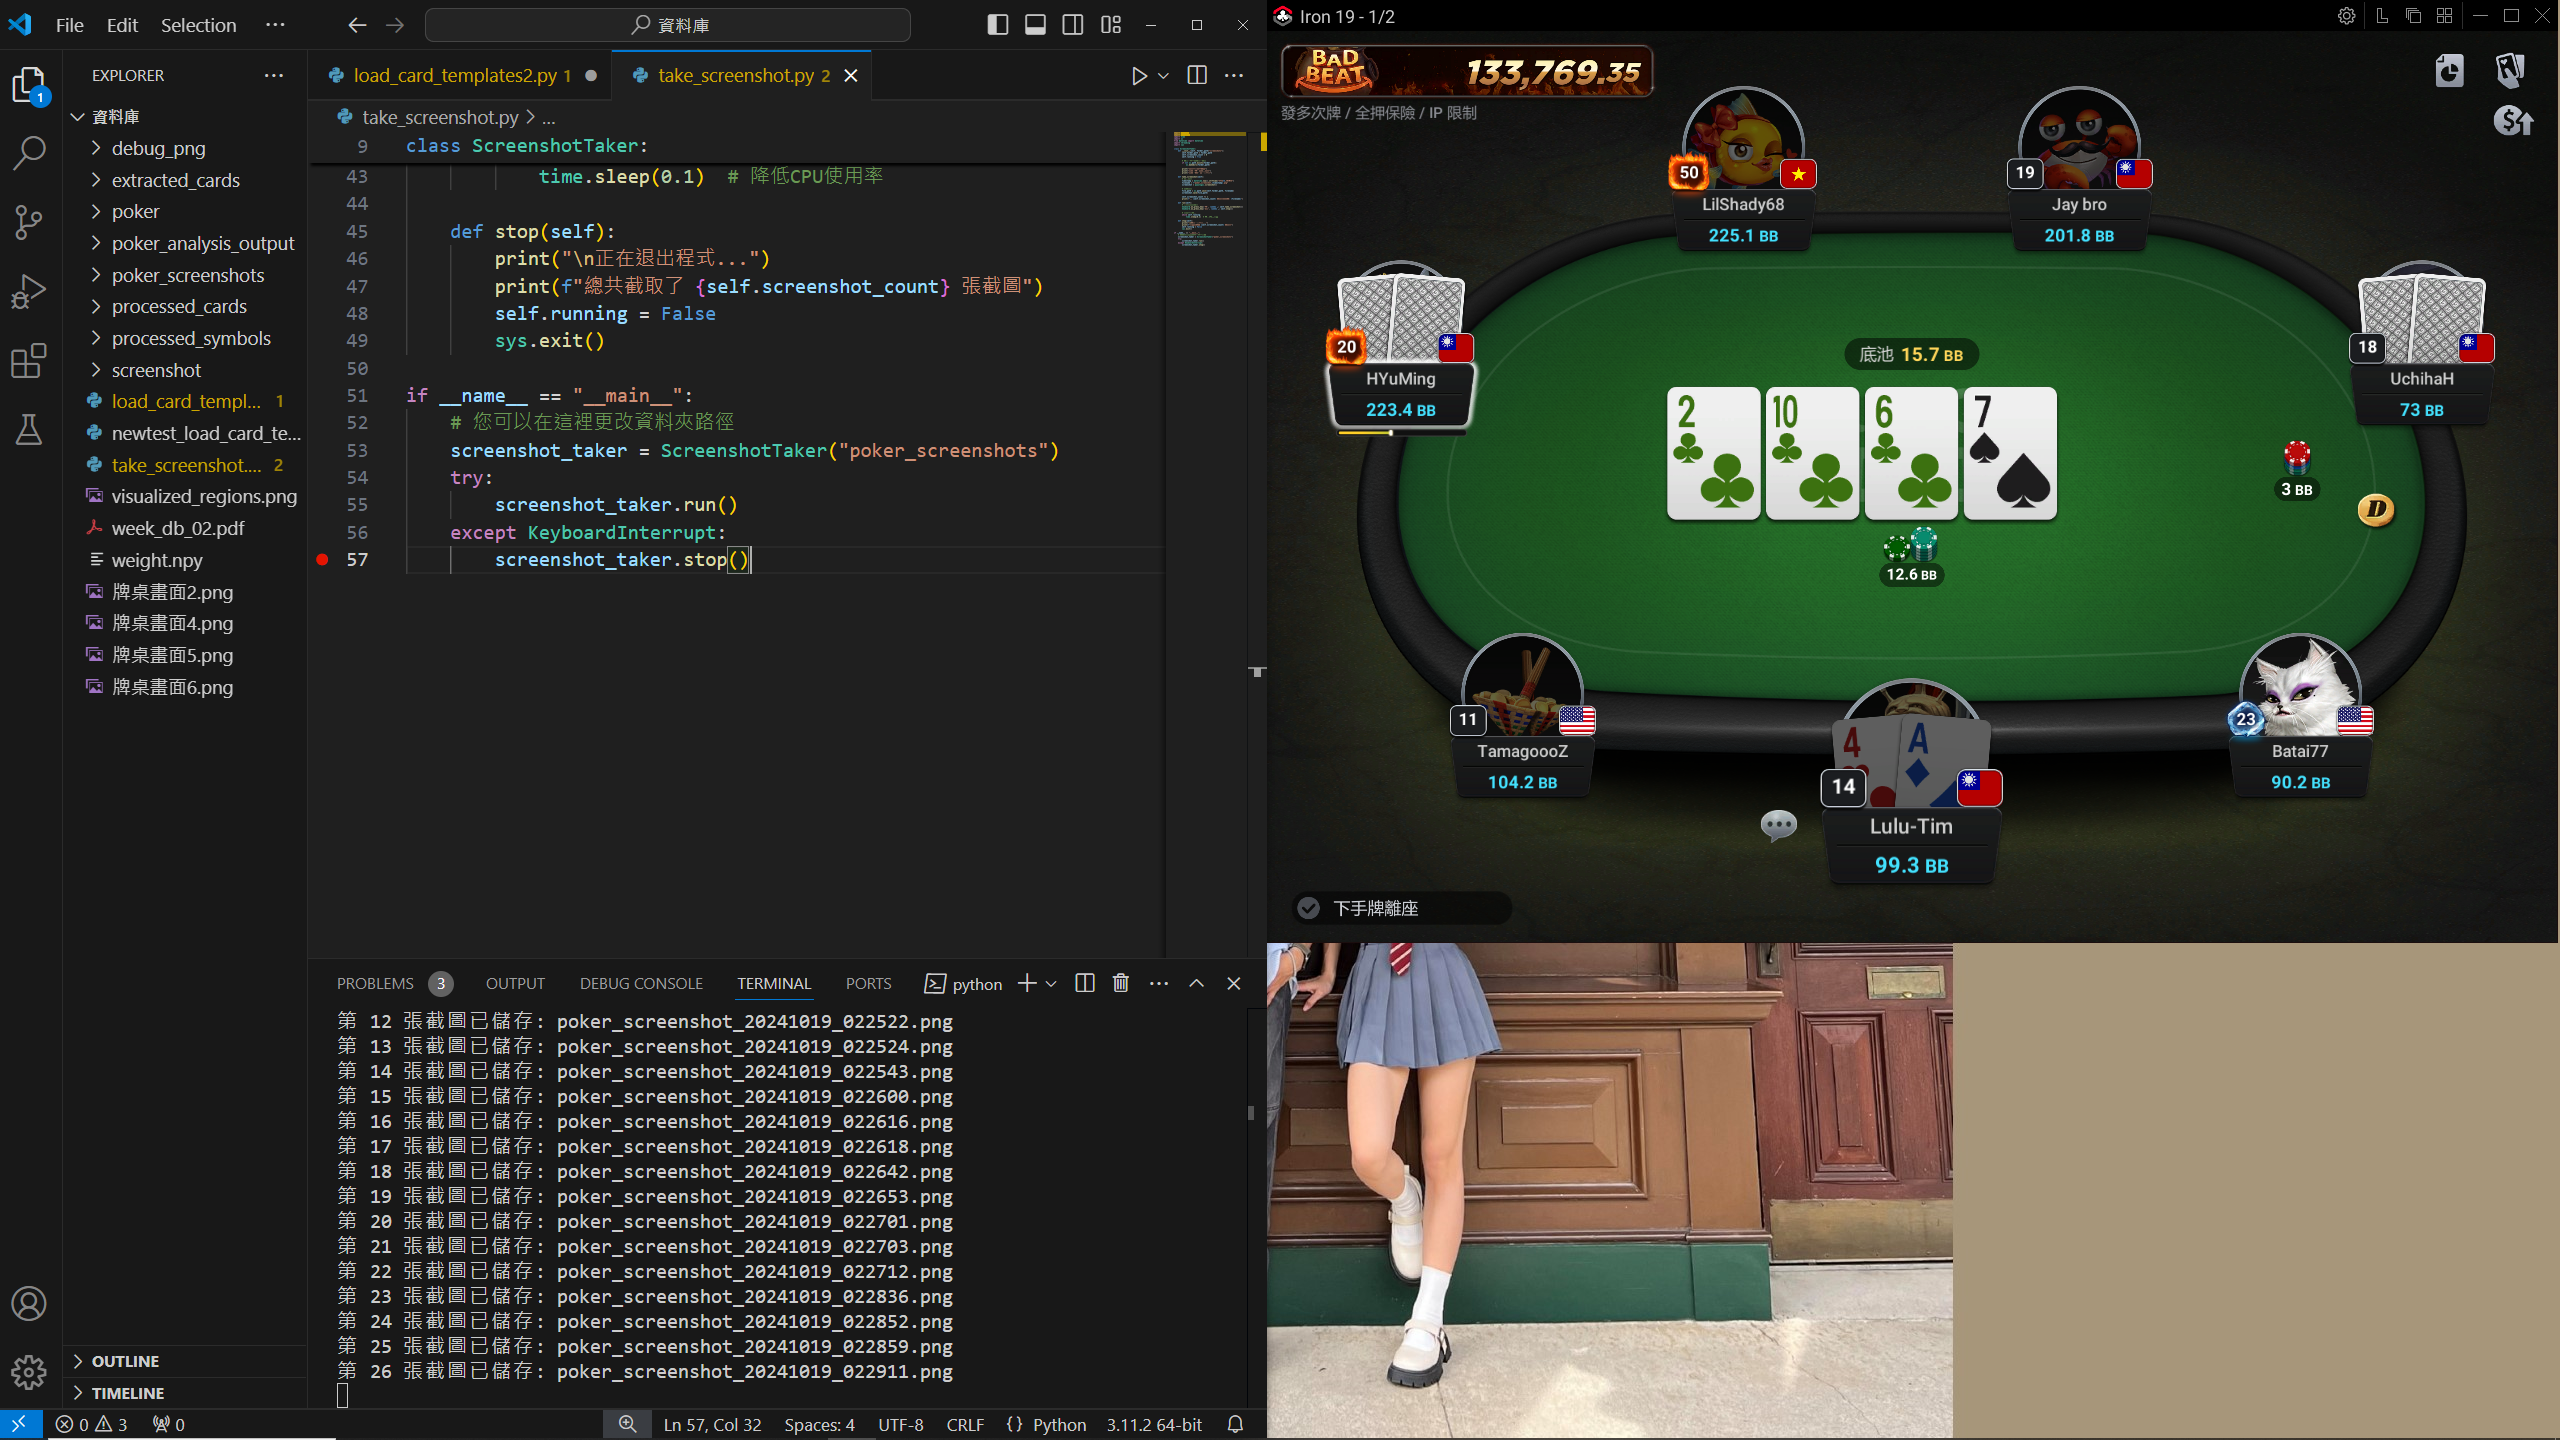 File Edit Selection ···
資料庫
EXPLORER ···
資料庫
debug_png
extracted_cards
poker
poker_analysis_output
poker_screenshots
processed_cards
processed_symbols
screenshot
load_card_templ... 1
newtest_load_card_te...
take_screenshot.... 2
visualized_regions.png
week_db_02.pdf
weight.npy
牌桌畫面2.png
牌桌畫面4.png
牌桌畫面5.png
牌桌畫面6.png
OUTLINE
TIMELINE
1
load_card_templates2.py 1
take_screenshot.py 2
take_screenshot.py > ...
9 class ScreenshotTaker:
43 time.sleep(0.1) # 降低CPU使用率
44
45 def stop(self):
46 print("\n正在退出程式...")
47 print(f"總共截取了 {self.screenshot_count} 張截圖")
48 self.running = False
49 sys.exit()
50
51 if __name__ == "__main__":
52 # 您可以在這裡更改資料夾路徑
53 screenshot_taker = ScreenshotTaker("poker_screenshots")
54 try:
55 screenshot_taker.run()
56 except KeyboardInterrupt:
57 screenshot_taker.stop()
PROBLEMS 3 OUTPUT DEBUG CONSOLE TERMINAL PORTS python
第 12 張截圖已儲存: poker_screenshot_20241019_022522.png
第 13 張截圖已儲存: poker_screenshot_20241019_022524.png
第 14 張截圖已儲存: poker_screenshot_20241019_022543.png
第 15 張截圖已儲存: poker_screenshot_20241019_022600.png
第 16 張截圖已儲存: poker_screenshot_20241019_022616.png
第 17 張截圖已儲存: poker_screenshot_20241019_022618.png
第 18 張截圖已儲存: poker_screenshot_20241019_022642.png
第 19 張截圖已儲存: poker_screenshot_20241019_022653.png
第 20 張截圖已儲存: poker_screenshot_20241019_022701.png
第 21 張截圖已儲存: poker_screenshot_20241019_022703.png
第 22 張截圖已儲存: poker_screenshot_20241019_022712.png
第 23 張截圖已儲存: poker_screenshot_20241019_022836.png
第 24 張截圖已儲存: poker_screenshot_20241019_022852.png
第 25 張截圖已儲存: poker_screenshot_20241019_022859.png
第 26 張截圖已儲存: poker_screenshot_20241019_022911.png
0 3 0 Ln 57, Col 32 Spaces: 4 UTF-8 CRLF {} Python 3.11.2 64-bit
Iron 19 - 1/2
BAD BEAT 133,769.35
發多次牌 / 全押保險 / IP 限制
50
LilShady68
225.1 BB
19
Jay bro
201.8 BB
20
HYuMing
223.4 BB
18
UchihaH
73 BB
底池 15.7 BB
2 10 6 7
3 BB
D
12.6 BB
11
TamagoooZ
104.2 BB
4 A
14
Lulu-Tim
99.3 BB
23
Batai77
90.2 BB
下手牌離座